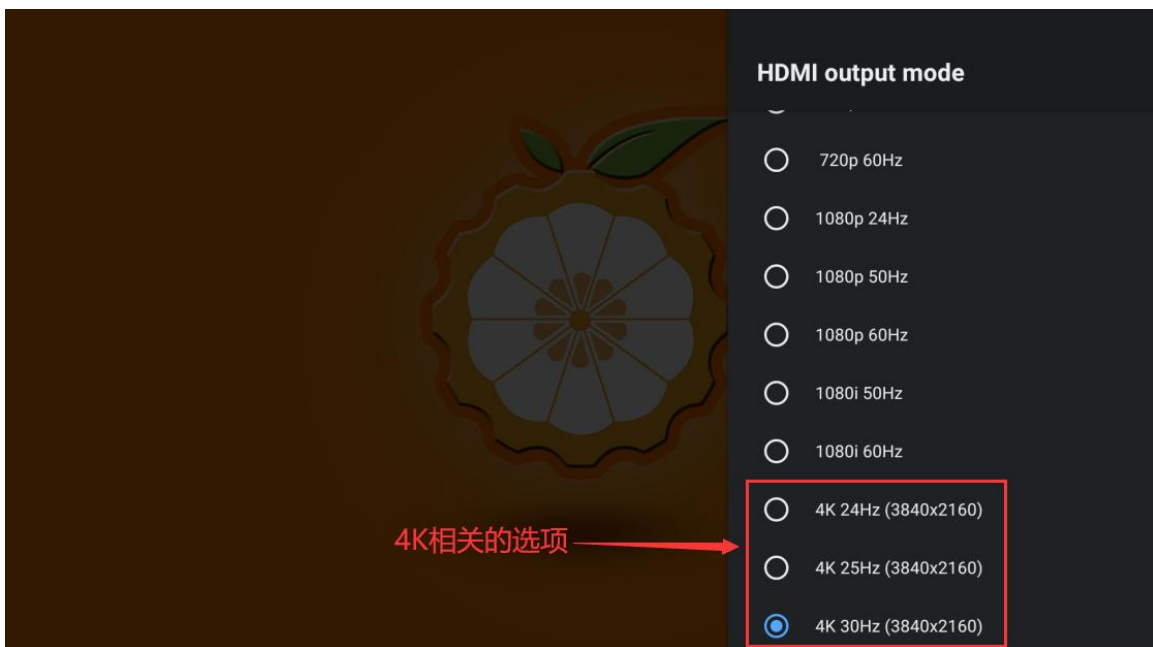 HDMI output mode
720p 60Hz
1080p 24Hz
1080p 50Hz
1080p 60Hz
1080i 50Hz
1080i 60Hz
4K 24Hz (3840x2160)
4K相关的选项
4K 25Hz (3840x2160)
4K 30Hz (3840x2160)